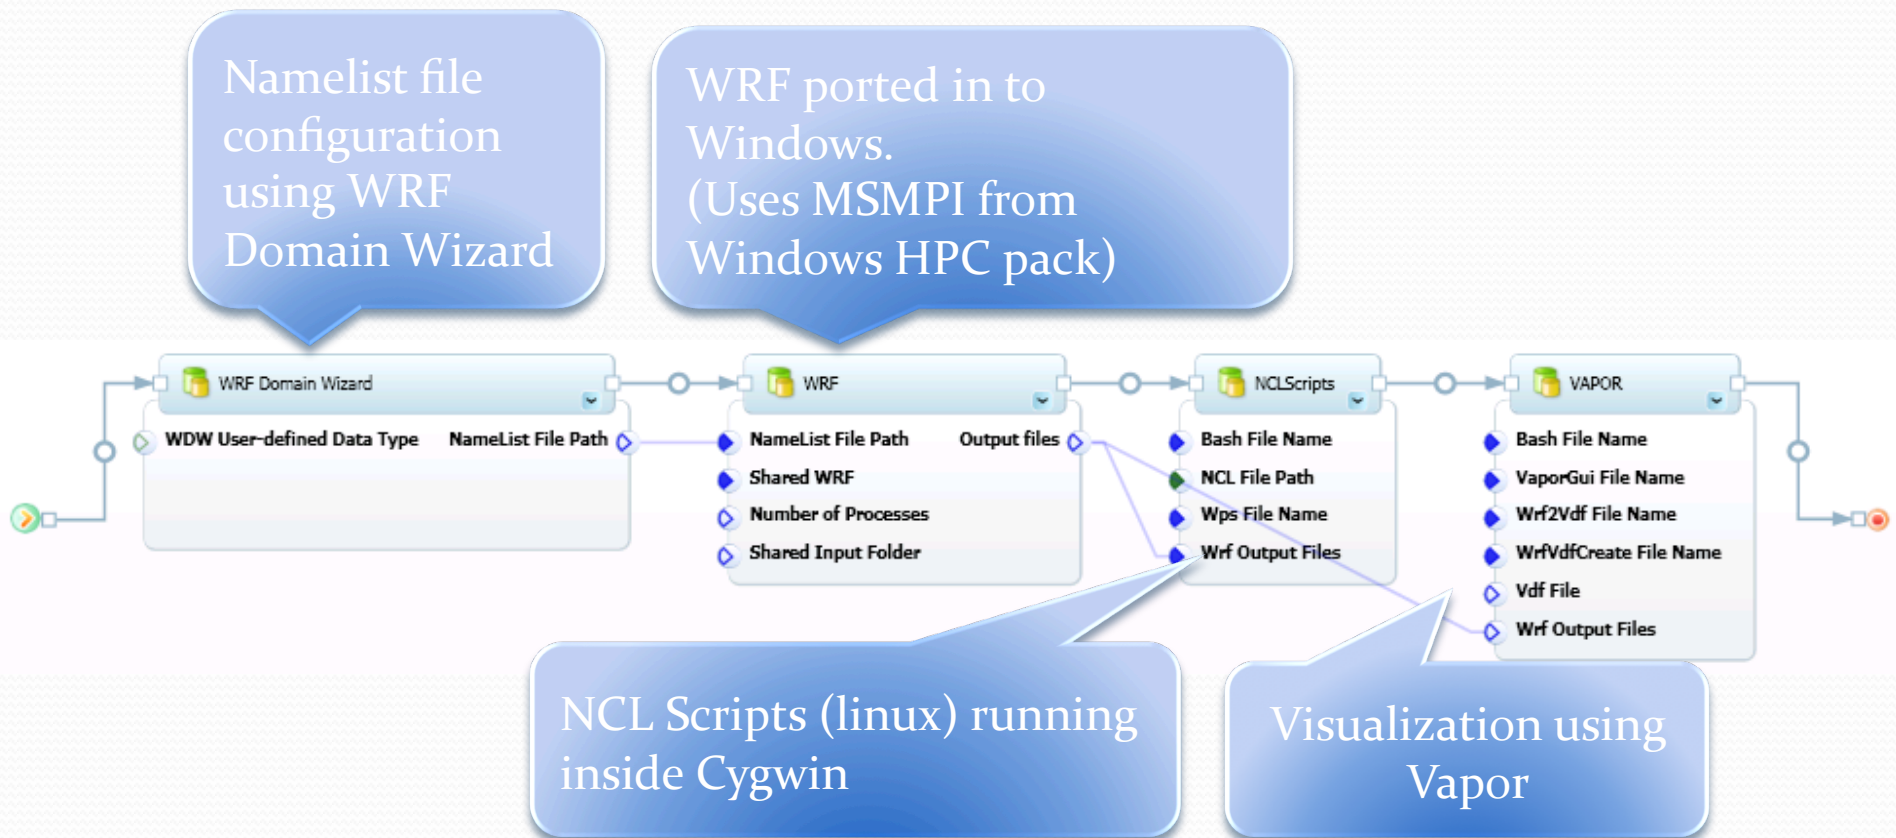 Namelist file
configuration
using WRF
Domain Wizard
WRF ported in to
Windows.
(Uses MSMPI from
Windows HPC pack)
WRF Domain Wizard
WDW User-defined Data Type
NameList File Path
WRF
NameList File Path
Output files
Shared WRF
Number of Processes
Shared Input Folder
NCLScripts
Bash File Name
NCL File Path
Wps File Name
Wrf Output Files
VAPOR
Bash File Name
VaporGui File Name
Wrf2Vdf File Name
WrfVdfCreate File Name
Vdf File
Wrf Output Files
NCL Scripts (linux) running
inside Cygwin
Visualization using
Vapor